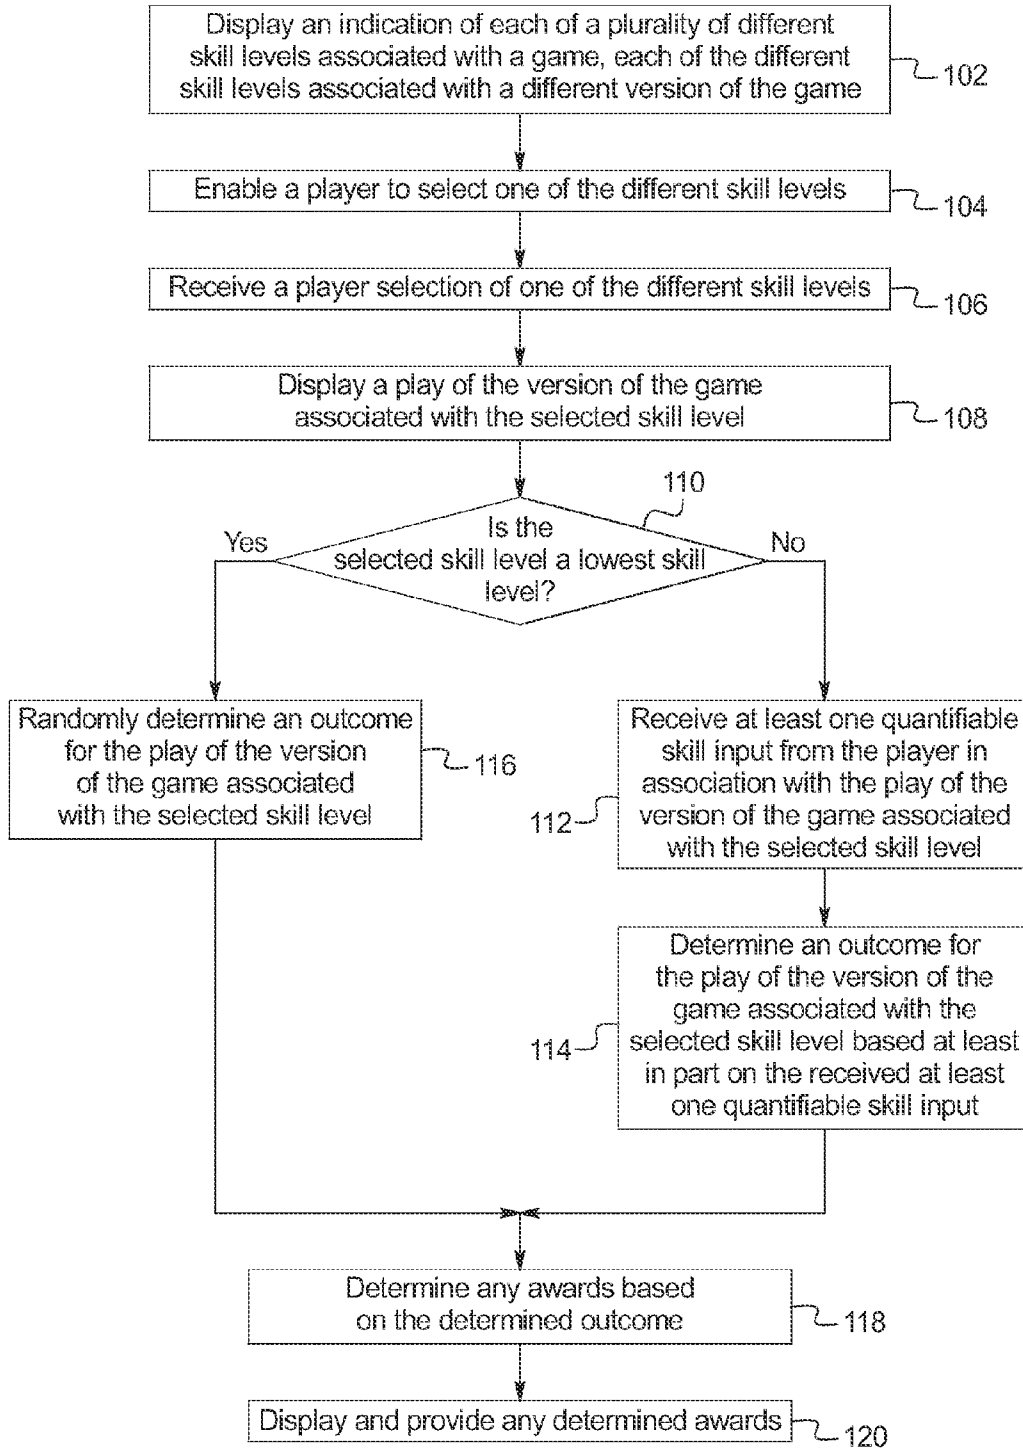 Display an indication of each of a plurality of different
skill levels associated with a game, each of the different
skill levels associated with a different version of the game
102
Enable a player to select one of the different skill levels
104
Receive a player selection of one of the different skill levels
106
Display a play of the version of the game
associated with the selected skill level
108
110
Is the
selected skill level a lowest skill
level?
Yes
No
Randomly determine an outcome
for the play of the version
of the game associated
with the selected skill level
116
Receive at least one quantifiable
skill input from the player in
association with the play of the
version of the game associated
with the selected skill level
112
Determine an outcome for
the play of the version of the
game associated with the
selected skill level based at least
in part on the received at least
one quantifiable skill input
114
Determine any awards based
on the determined outcome
118
Display and provide any determined awards
120